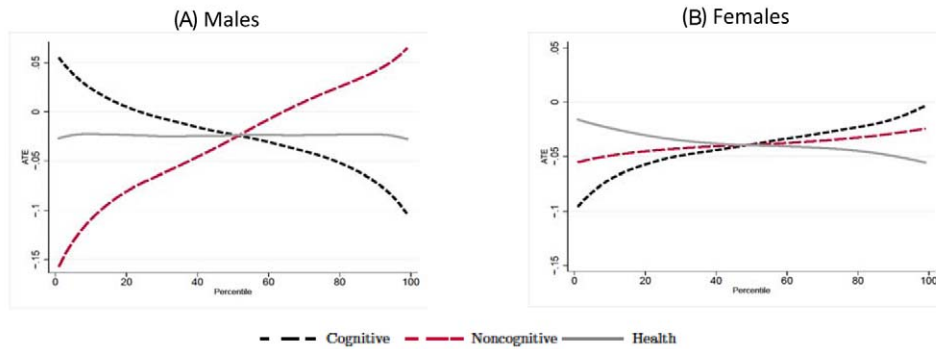 (A) Males
(B) Females
.05
0
-.05
-.1
-.15
ATE
0 20 40 60 80 100
Percentile
.05
0
-.05
-.1
-.15
ATE
0 20 40 60 80 100
Percentile
Cognitive Noncognitive Health